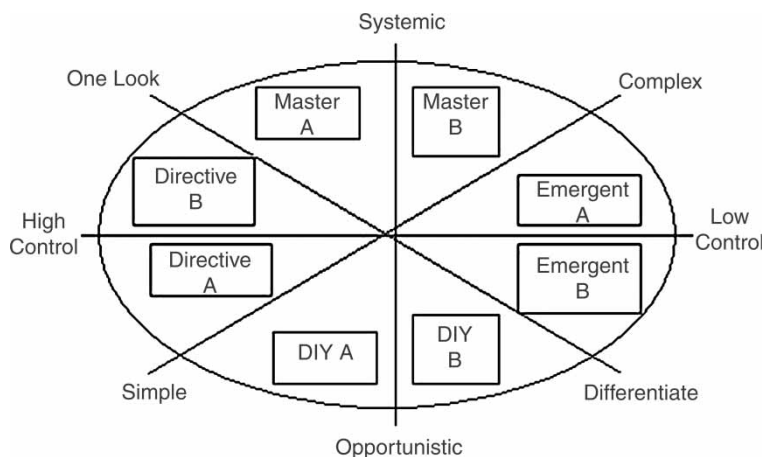 Systemic
One Look
Complex
Master
A
Master
B
Directive
B
Emergent
A
High
Control
Low
Control
Directive
A
Emergent
B
DIY A
DIY
B
Simple
Differentiate
Opportunistic